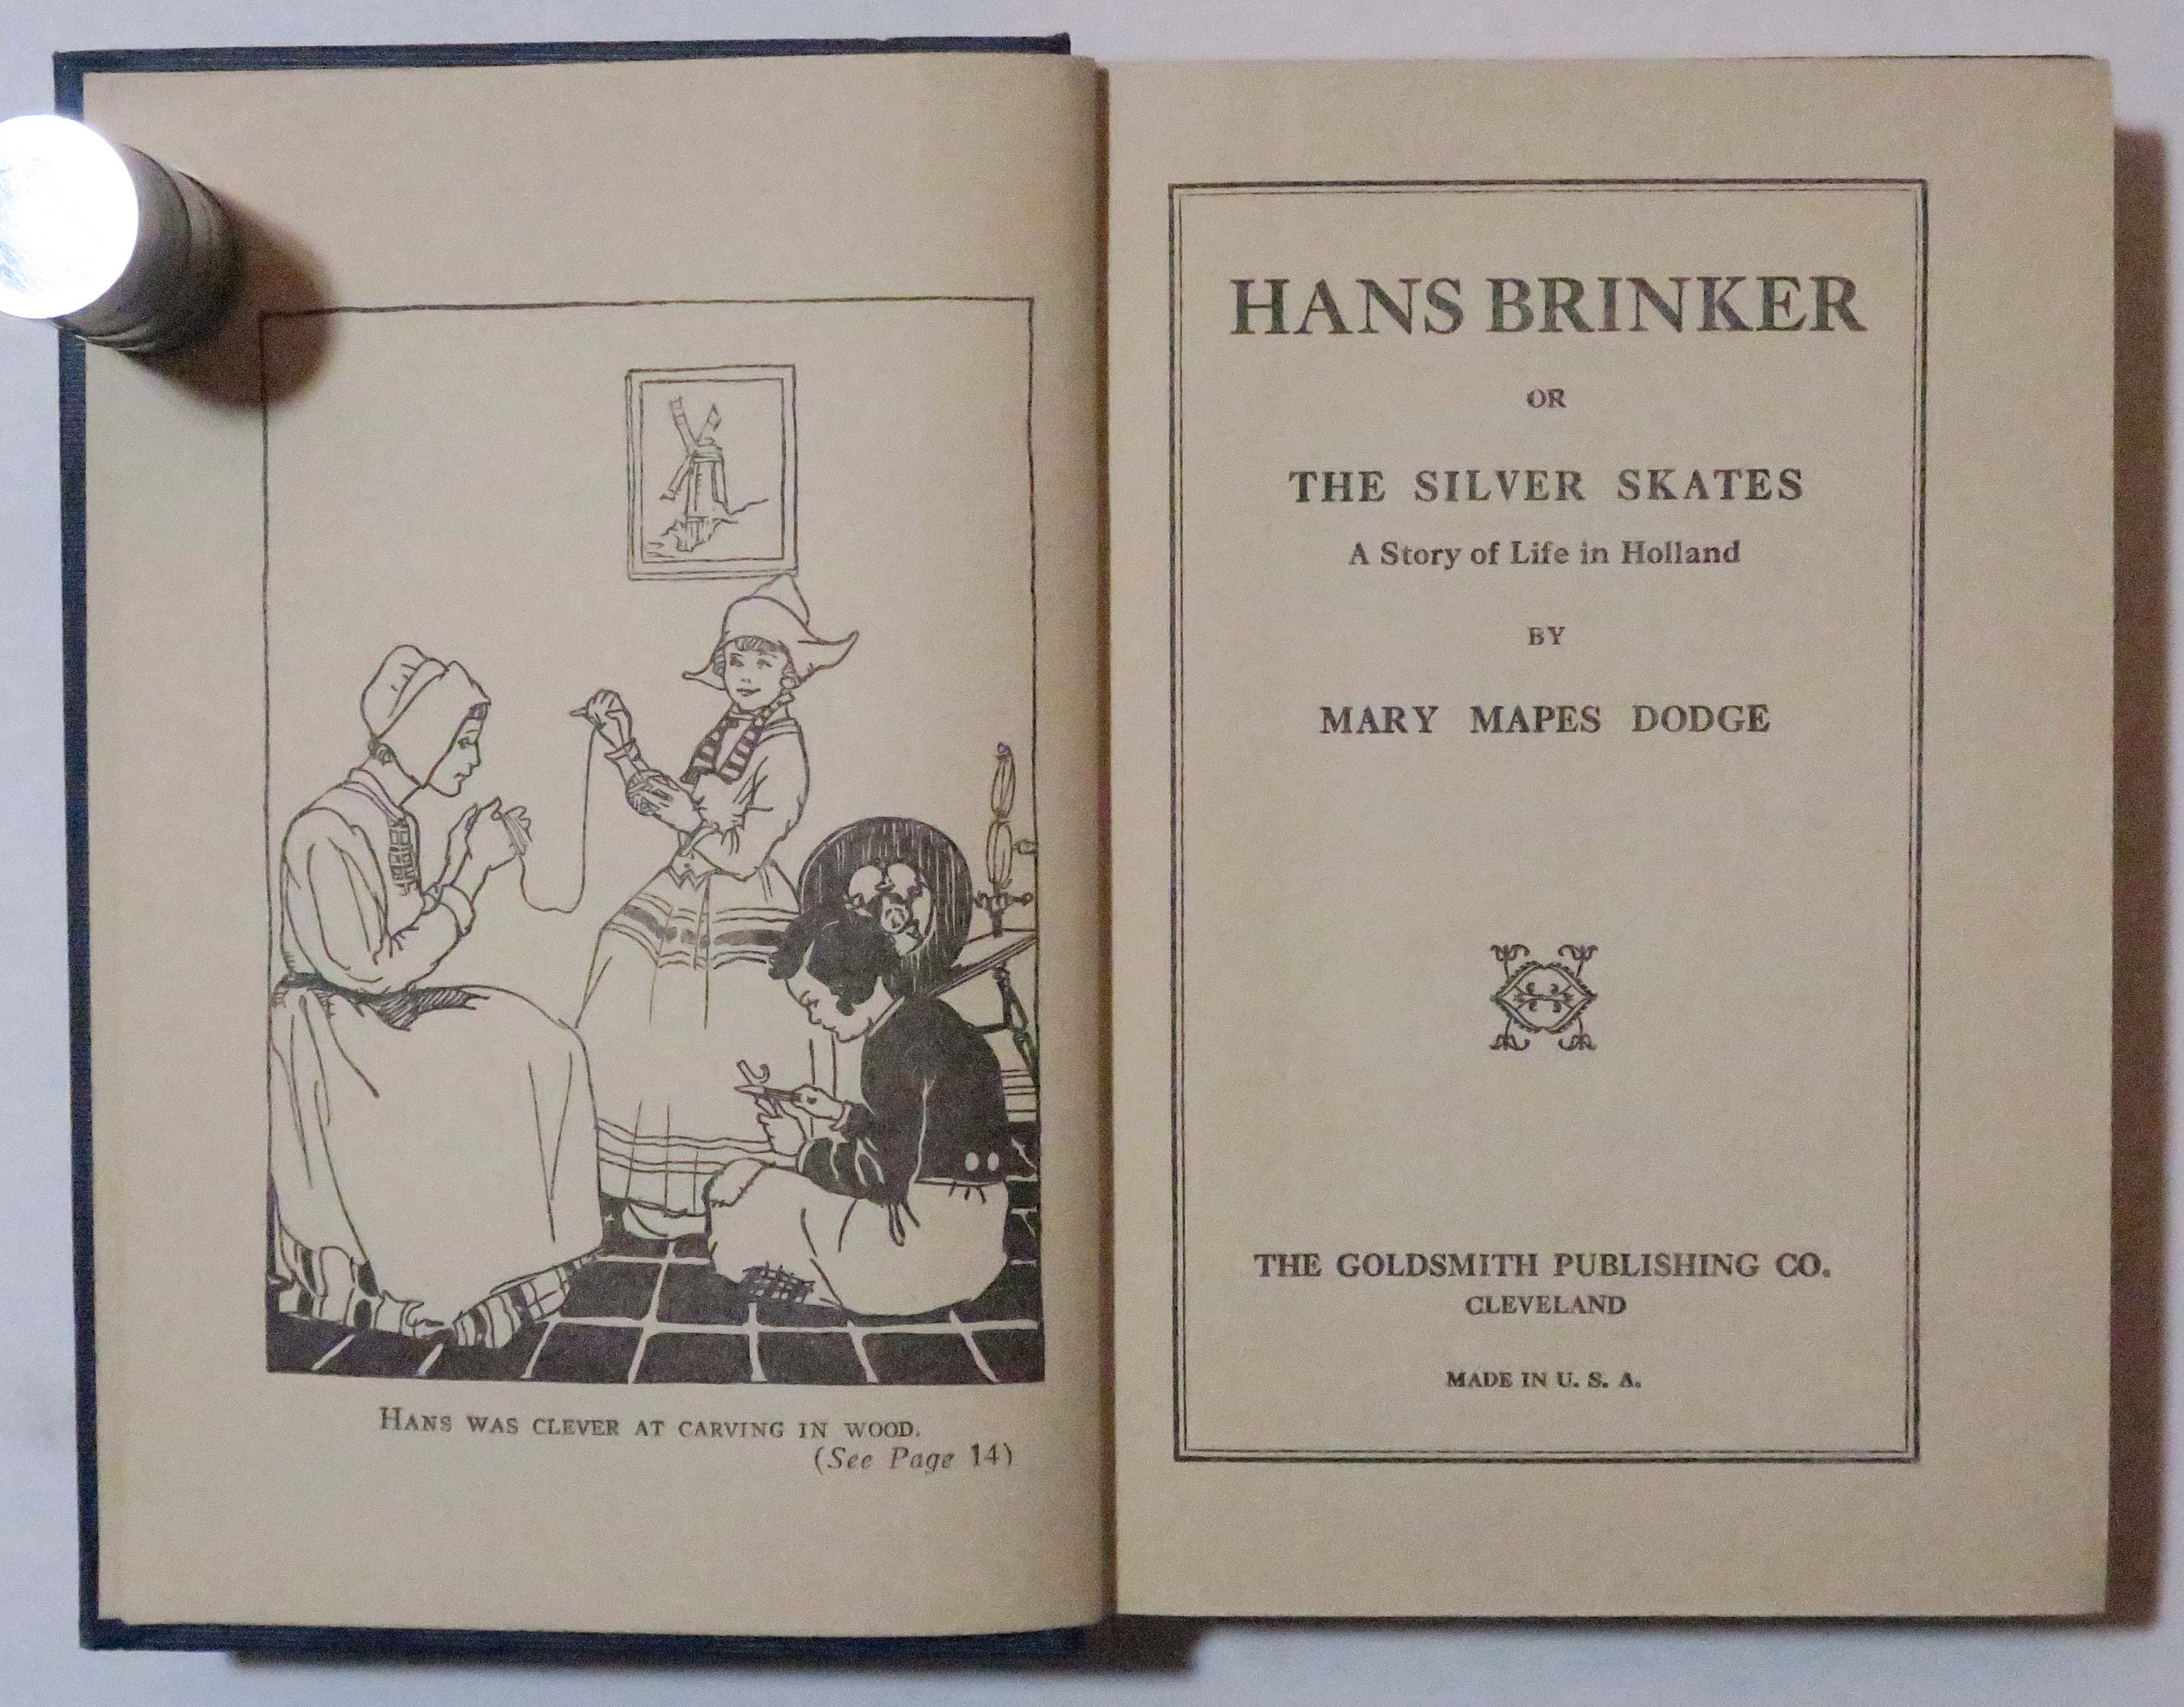 HANS WAS CLEVER AT CARVING IN WOOD.
(See Page 14)
HANS BRINKER
OR
THE SILVER SKATES
A Story of Life in Holland
BY
MARY MAPES DODGE
THE GOLDSMITH PUBLISHING CO.
CLEVELAND
MADE IN U. S. A.